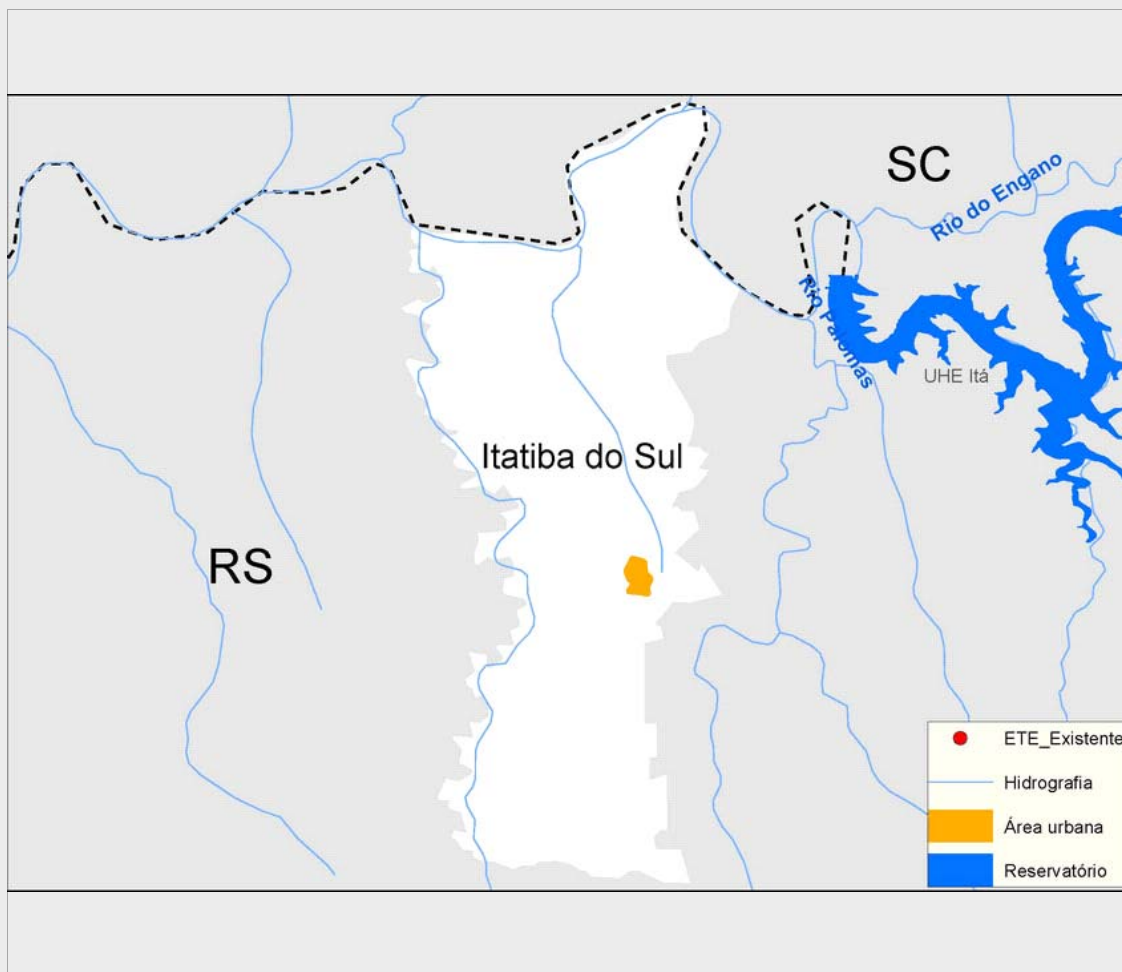 SC
Rio do Engano
Rio Palomas
UHE Itá
Itatiba do Sul
RS
ETE_Existente
Hidrografia
Área urbana
Reservatório